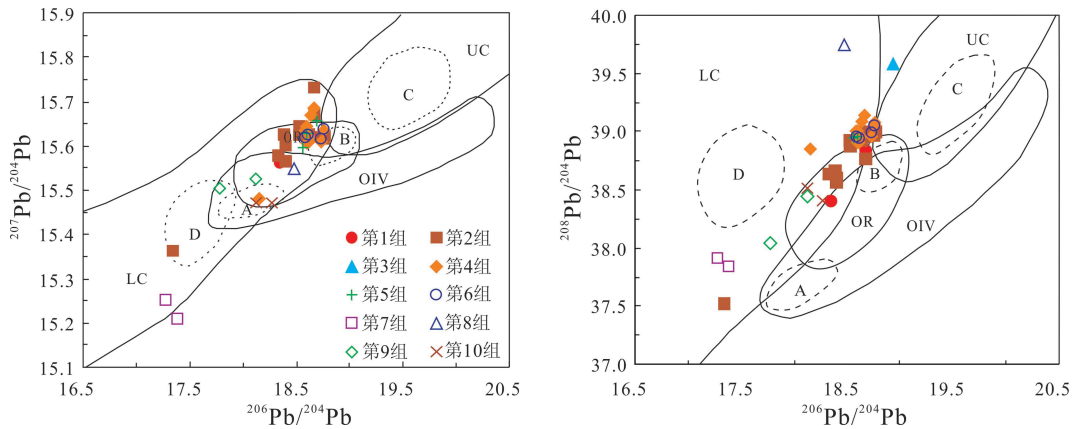 15.9
15.8
15.7
15.6
15.5
15.4
15.3
15.2
15.1
16.5 17.5 18.5 19.5 20.5
²⁰⁷Pb/²⁰⁴Pb
²⁰⁶Pb/²⁰⁴Pb
UC
C
OR
B
OIV
A
D
LC
第1组 第2组
第3组 第4组
第5组 第6组
第7组 第8组
第9组 第10组
40.0
39.5
39.0
38.5
38.0
37.5
37.0
16.5 17.5 18.5 19.5 20.5
²⁰⁸Pb/²⁰⁴Pb
²⁰⁶Pb/²⁰⁴Pb
LC
UC
C
D
B
OR
OIV
A